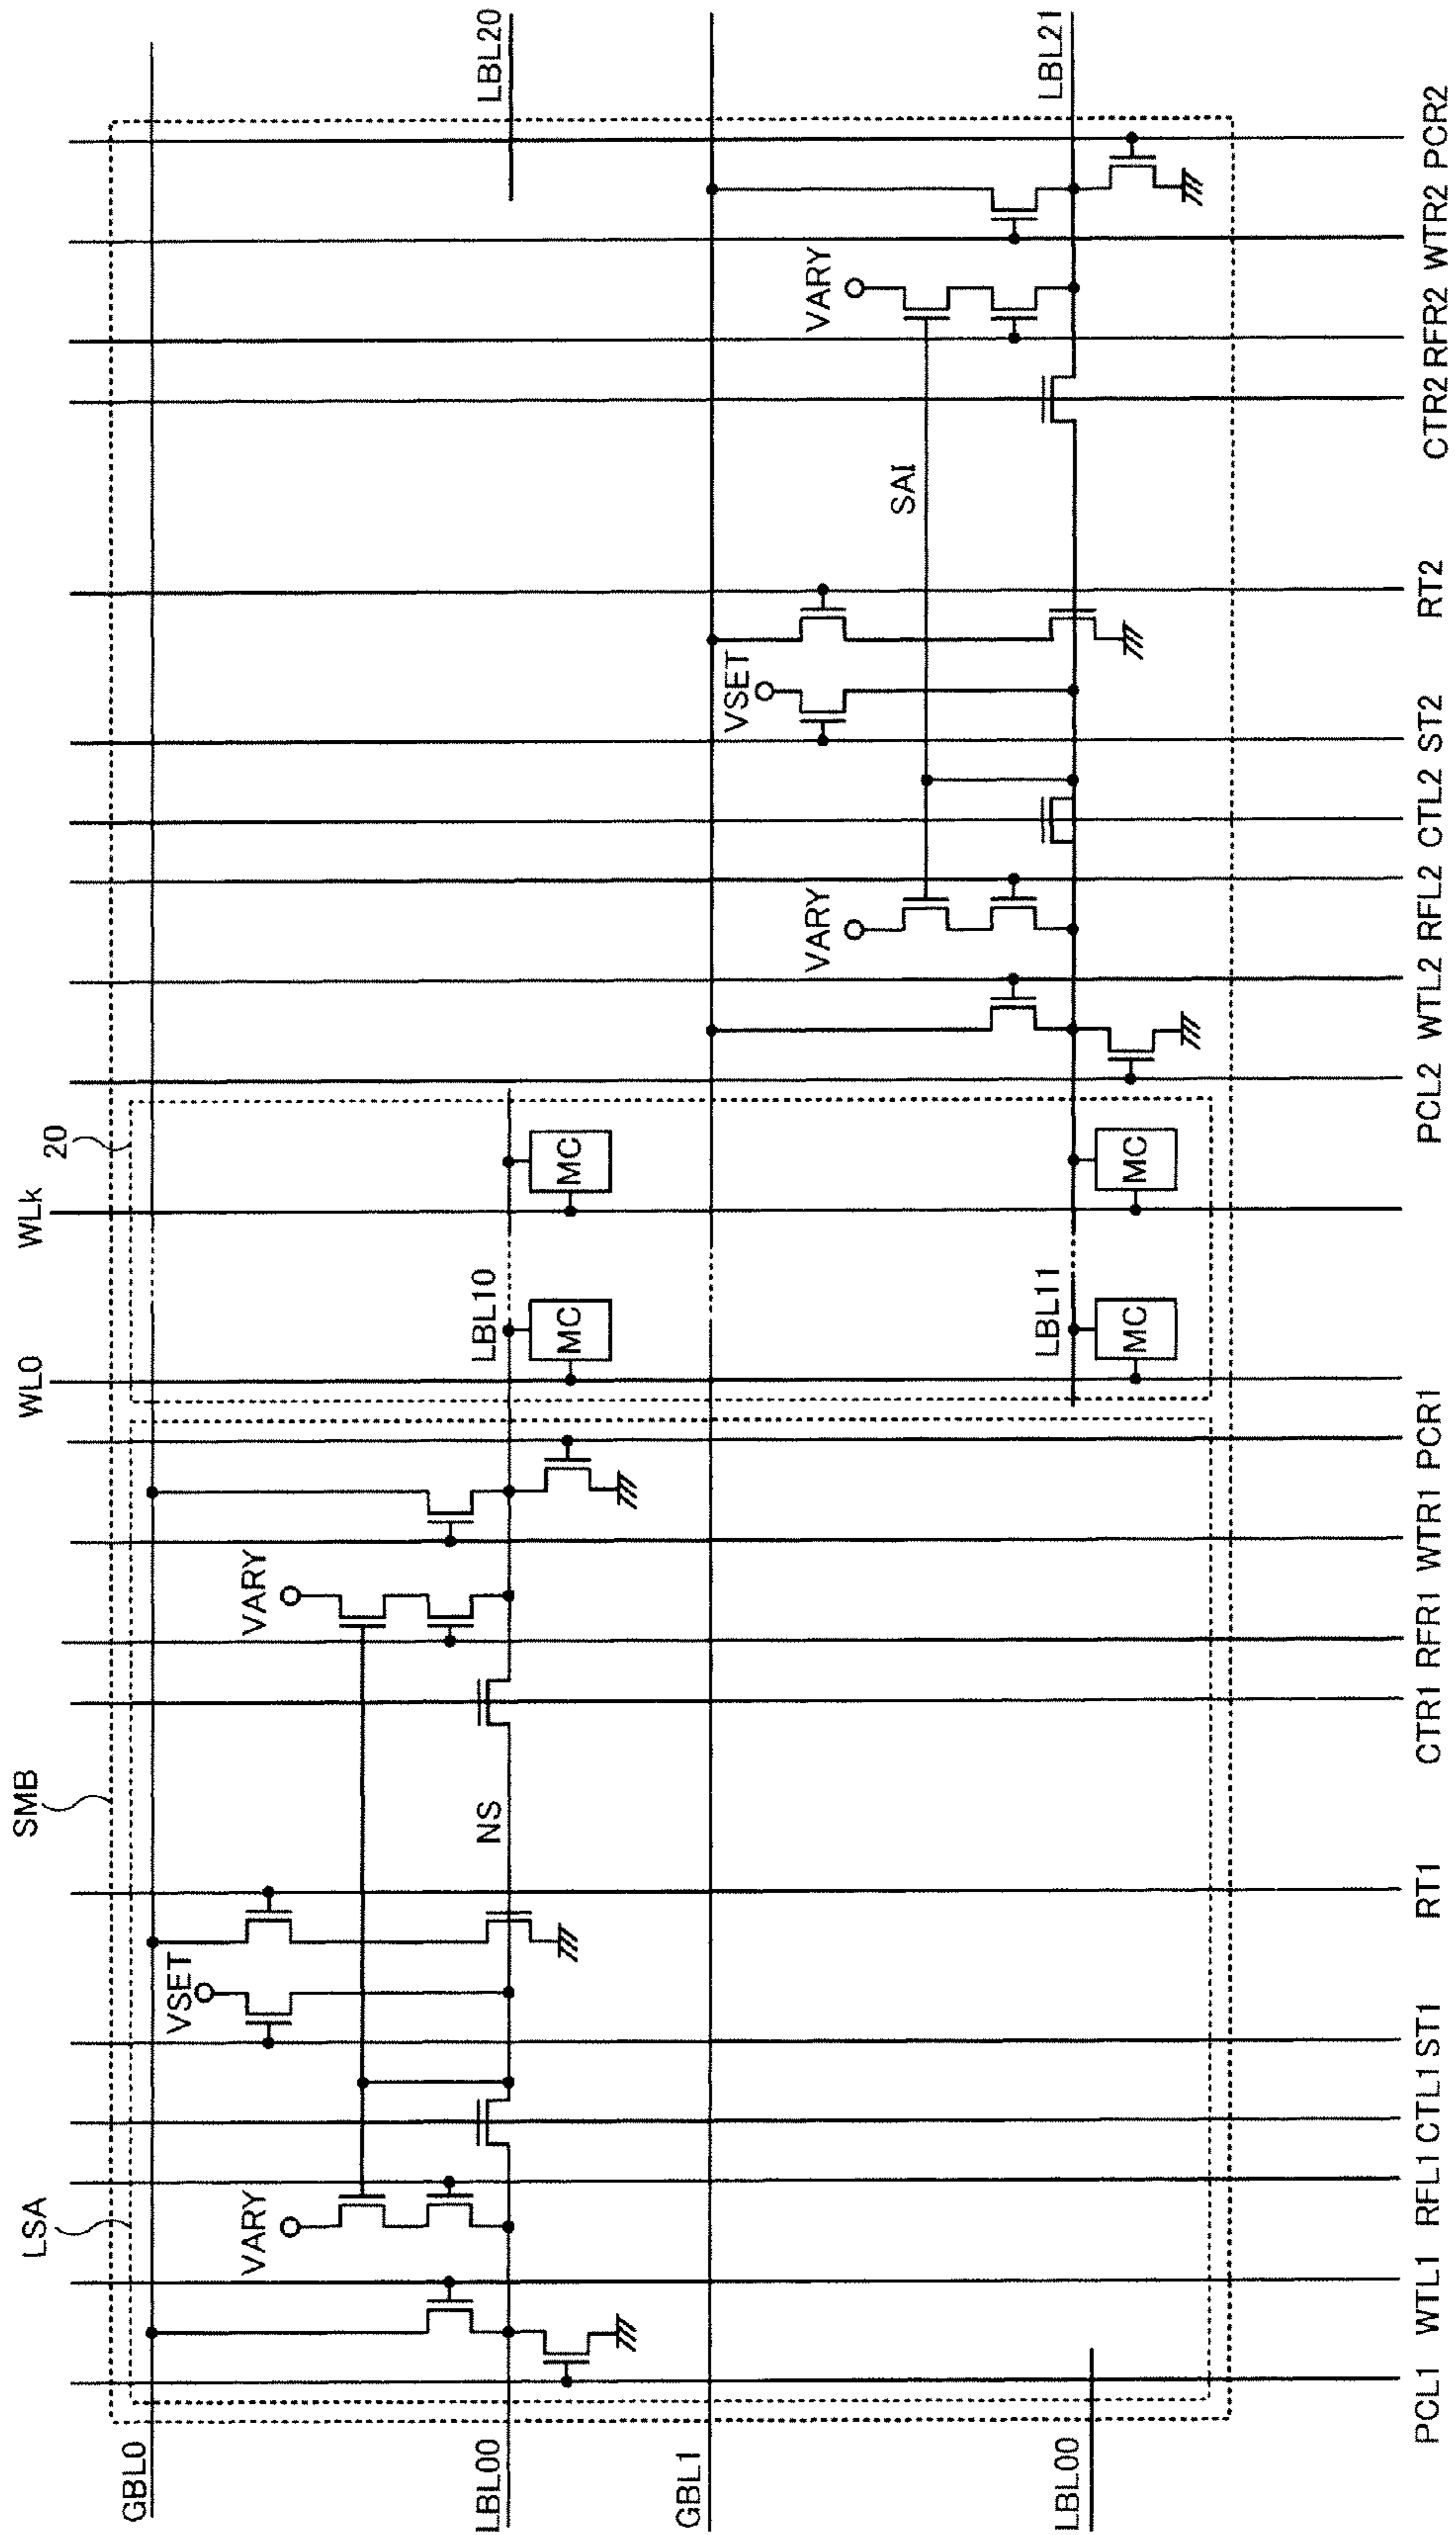 SMB
LSA
WL0
WLk
20
GBL0
LBL00
GBL1
LBL00
VARY
VSET
NS
VARY
LBL10
MC
MC
LBL11
MC
MC
VARY
VSET
SAI
VARY
LBL20
LBL21
PCL1
WTL1
RFL1
CTL1
ST1
RT1
CTR1
RFR1
WTR1
PCR1
PCL2
WTL2
RFL2
CTL2
ST2
RT2
CTR2
RFR2
WTR2
PCR2